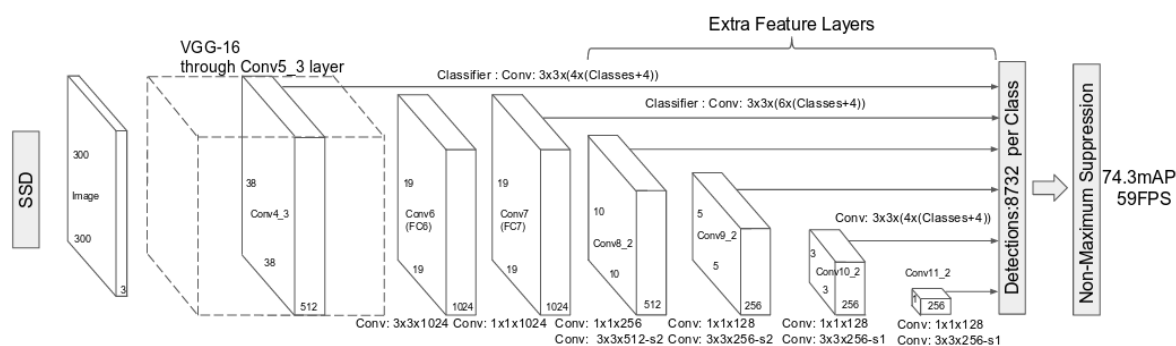 Extra Feature Layers
VGG-16
through Conv5_3 layer
Classifier : Conv: 3x3x(4x(Classes+4))
Classifier : Conv: 3x3x(6x(Classes+4))
SSD
300
Image
300
3
38
Conv4_3
38
512
19
Conv6
(FC6)
19
1024
19
Conv7
(FC7)
19
1024
10
Conv8_2
10
512
5
Conv9_2
5
256
Conv: 3x3x(4x(Classes+4))
3
Conv10_2
3
256
Conv11_2
1
256
Detections:8732 per Class
Non-Maximum Suppression
74.3mAP
59FPS
Conv: 3x3x1024
Conv: 1x1x1024
Conv: 1x1x256
Conv: 3x3x512-s2
Conv: 1x1x128
Conv: 3x3x256-s2
Conv: 1x1x128
Conv: 3x3x256-s1
Conv: 1x1x128
Conv: 3x3x256-s1